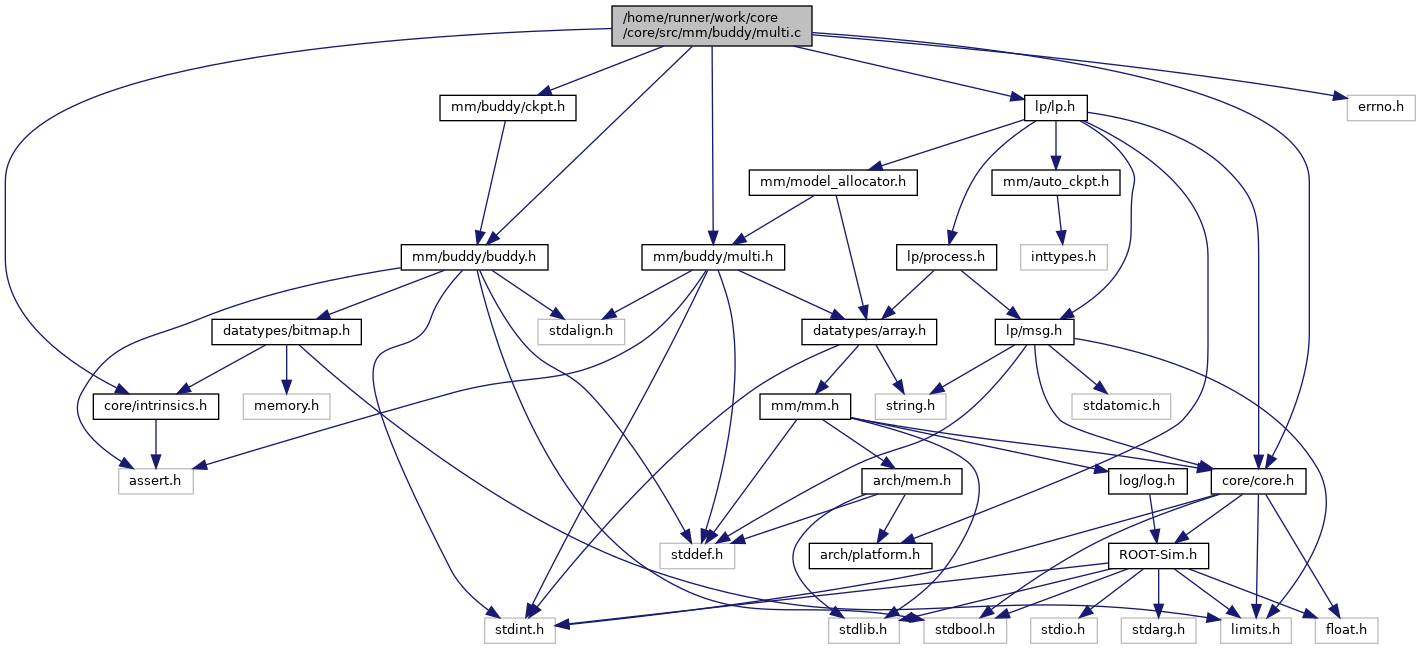 /home/runner/work/core
/core/src/mm/buddy/multi.c
mm/buddy/ckpt.h
lp/lp.h
errno.h
mm/model_allocator.h
mm/auto_ckpt.h
mm/buddy/buddy.h
mm/buddy/multi.h
lp/process.h
inttypes.h
datatypes/bitmap.h
stdalign.h
datatypes/array.h
lp/msg.h
core/intrinsics.h
memory.h
mm/mm.h
string.h
stdatomic.h
assert.h
arch/mem.h
log/log.h
core/core.h
stddef.h
arch/platform.h
ROOT-Sim.h
stdint.h
stdlib.h
stdbool.h
stdio.h
stdarg.h
limits.h
float.h